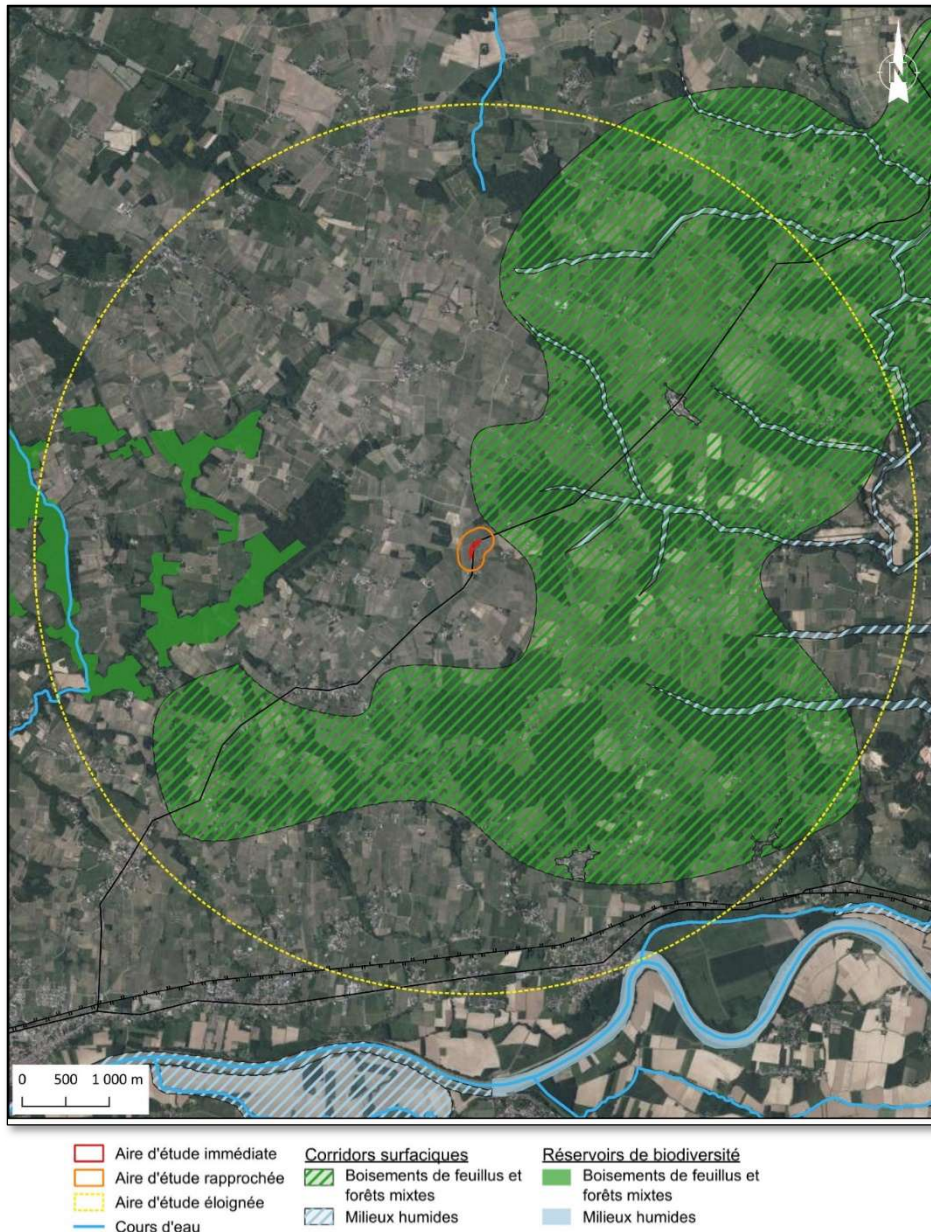 N
0 500 1 000 m
Aire d'étude immédiate
Aire d'étude rapprochée
Aire d'étude éloignée
Cours d'eau
Corridors surfaciques
Boisements de feuillus et
forêts mixtes
Milieux humides
Réservoirs de biodiversité
Boisements de feuillus et
forêts mixtes
Milieux humides